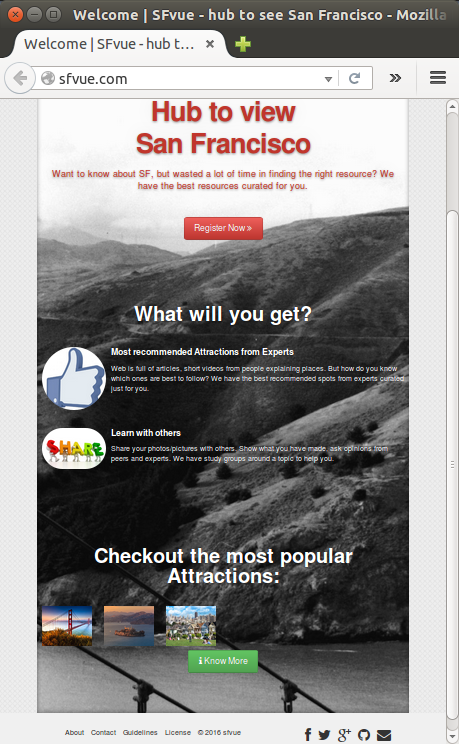 Welcome | SFvue - hub to see San Francisco - Mozilla
Welcome | SFvue - hub t...
sfvue.com
Hub to view
San Francisco
Want to know about SF, but wasted a lot of time in finding the right resource? We
have the best resources curated for you.
Register Now »
What will you get?
Most recommended Attractions from Experts
Web is full of articles, short videos from people explaining places. But how do you know
which ones are best to follow? We have the best recommended spots from experts curated
just for you.
SHARE
Learn with others
Share your photos/pictures with others. Show what you have made, ask opinions from
peers and experts. We have study groups around a topic to help you.
Checkout the most popular
Attractions:
Know More
About Contact Guidelines License © 2016 sfvue